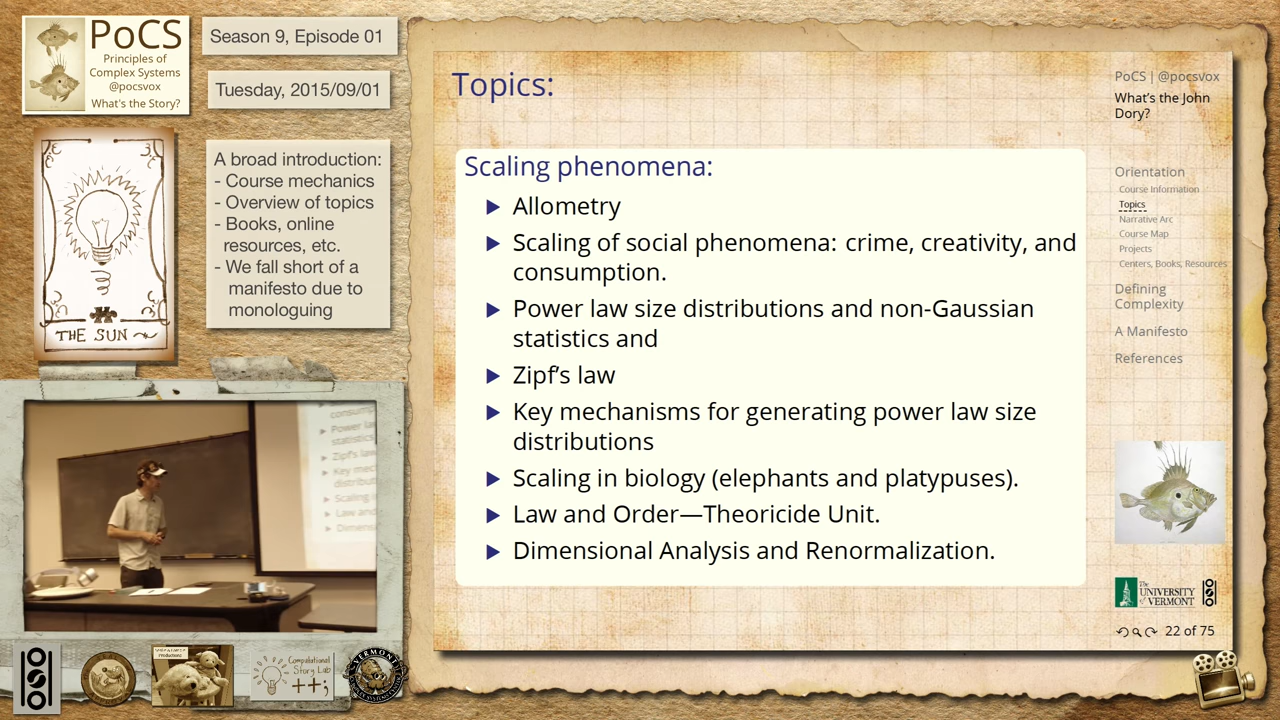 PoCS
Principles of
Complex Systems
@pocsvox
What's the Story?
Season 9, Episode 01
Tuesday, 2015/09/01
A broad introduction:
- Course mechanics
- Overview of topics
- Books, online
resources, etc.
- We fall short of a
manifesto due to
monologuing
THE SUN
Topics:
Scaling phenomena:
▶ Allometry
▶ Scaling of social phenomena: crime, creativity, and
consumption.
▶ Power law size distributions and non-Gaussian
statistics and
▶ Zipf's law
▶ Key mechanisms for generating power law size
distributions
▶ Scaling in biology (elephants and platypuses).
▶ Law and Order—Theoricide Unit.
▶ Dimensional Analysis and Renormalization.
PoCS | @pocsvox
What's the John
Dory?
Orientation
Course Information
Topics
Narrative Arc
Course Map
Projects
Centers, Books, Resources
Defining
Complexity
A Manifesto
References
The
UNIVERSITY
of VERMONT
22 of 75
Computational
Story Lab
++;
VERMONT